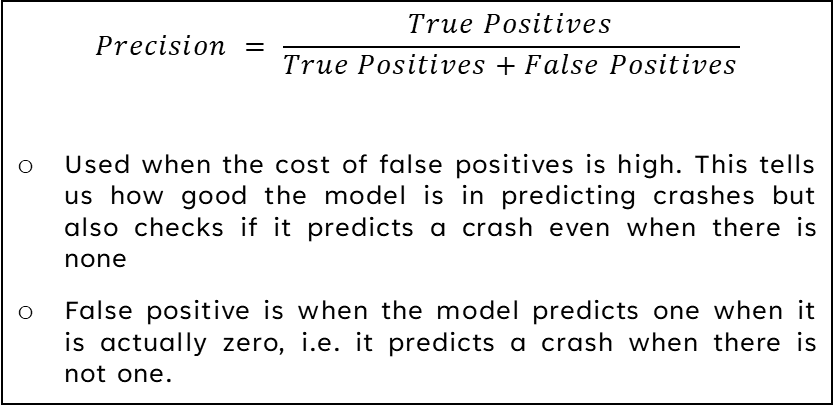 Precision = True Positives / True Positives + False Positives
○ Used when the cost of false positives is high. This tells
us how good the model is in predicting crashes but
also checks if it predicts a crash even when there is
none
○ False positive is when the model predicts one when it
is actually zero, i.e. it predicts a crash when there is
not one.